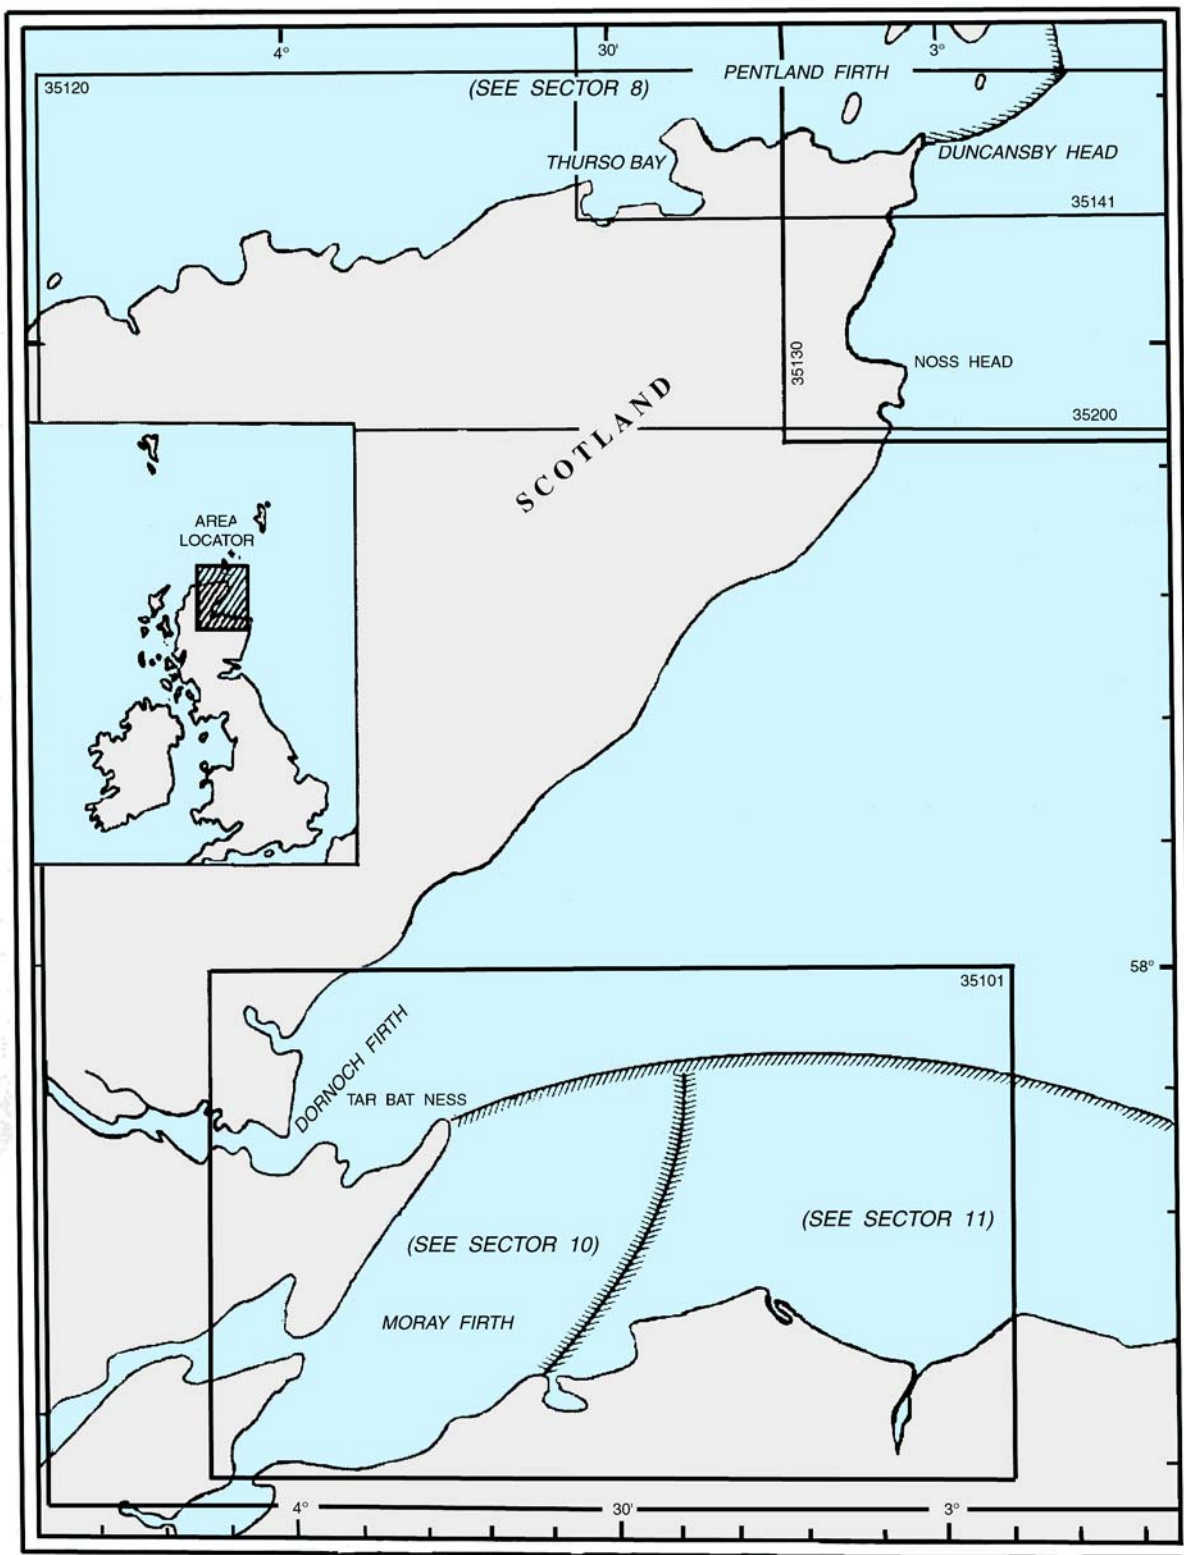 4°
30'
3°
35120
(SEE SECTOR 8)
PENTLAND FIRTH
THURSO BAY
DUNCANSBY HEAD
35141
35130
NOSS HEAD
35200
SCOTLAND
AREA
LOCATOR
58°
35101
DORNOCH FIRTH
TAR BAT NESS
(SEE SECTOR 10)
(SEE SECTOR 11)
MORAY FIRTH
4°
30'
3°